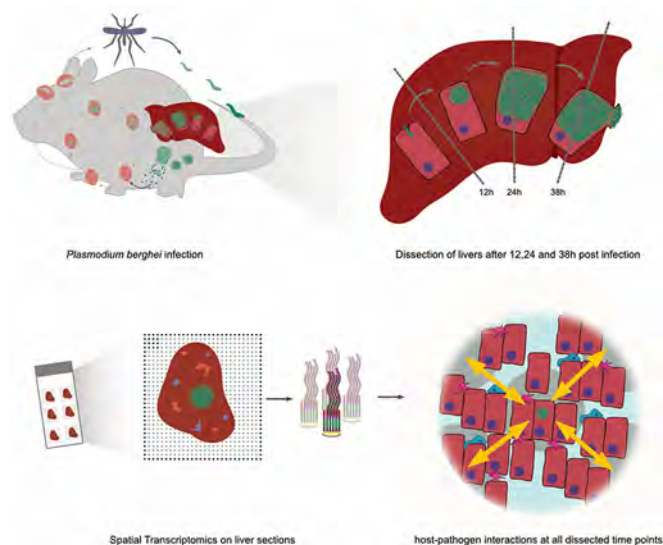 12h
24h
38h
Plasmodium berghei infection
Dissection of livers after 12,24 and 38h post infection
Spatial Transcriptomics on liver sections
host-pathogen interactions at all dissected time points